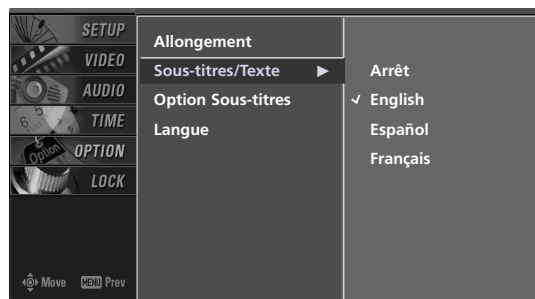 SETUP
VIDEO
AUDIO
TIME
OPTION
LOCK
Move MENU Prev
Allongement
Sous-titres/Texte
Option Sous-titres
Langue
Arrêt
English
Español
Français